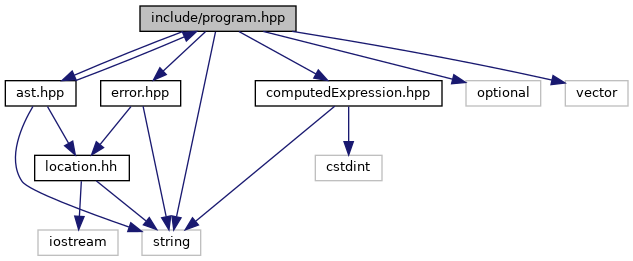 include/program.hpp
ast.hpp
error.hpp
computedExpression.hpp
optional
vector
location.hh
cstdint
iostream
string